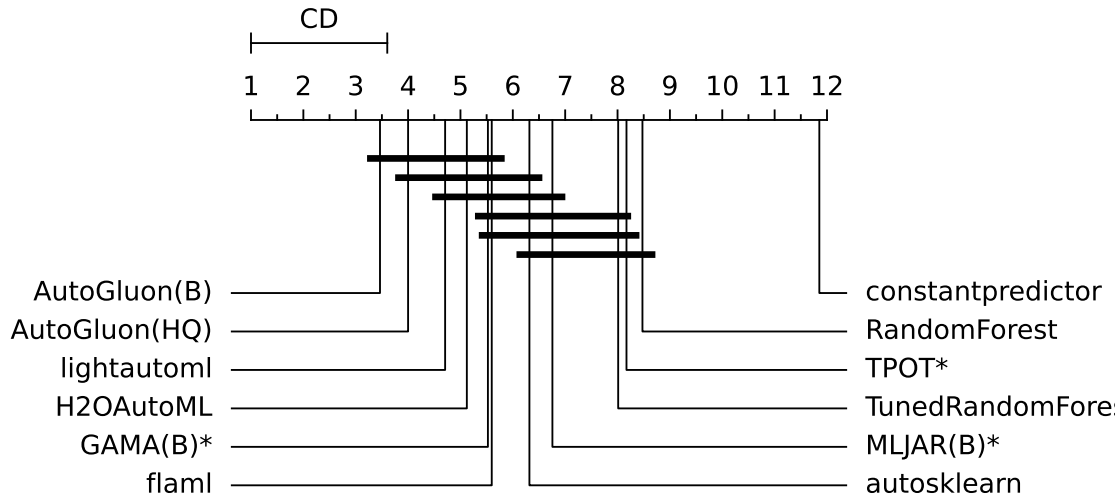 CD
1 2 3 4 5 6 7 8 9 10 11 12
AutoGluon(B) constantpredictor
AutoGluon(HQ) RandomForest
lightautoml TPOT*
H2OAutoML TunedRandomFores
GAMA(B)* MLJAR(B)*
flaml autosklearn